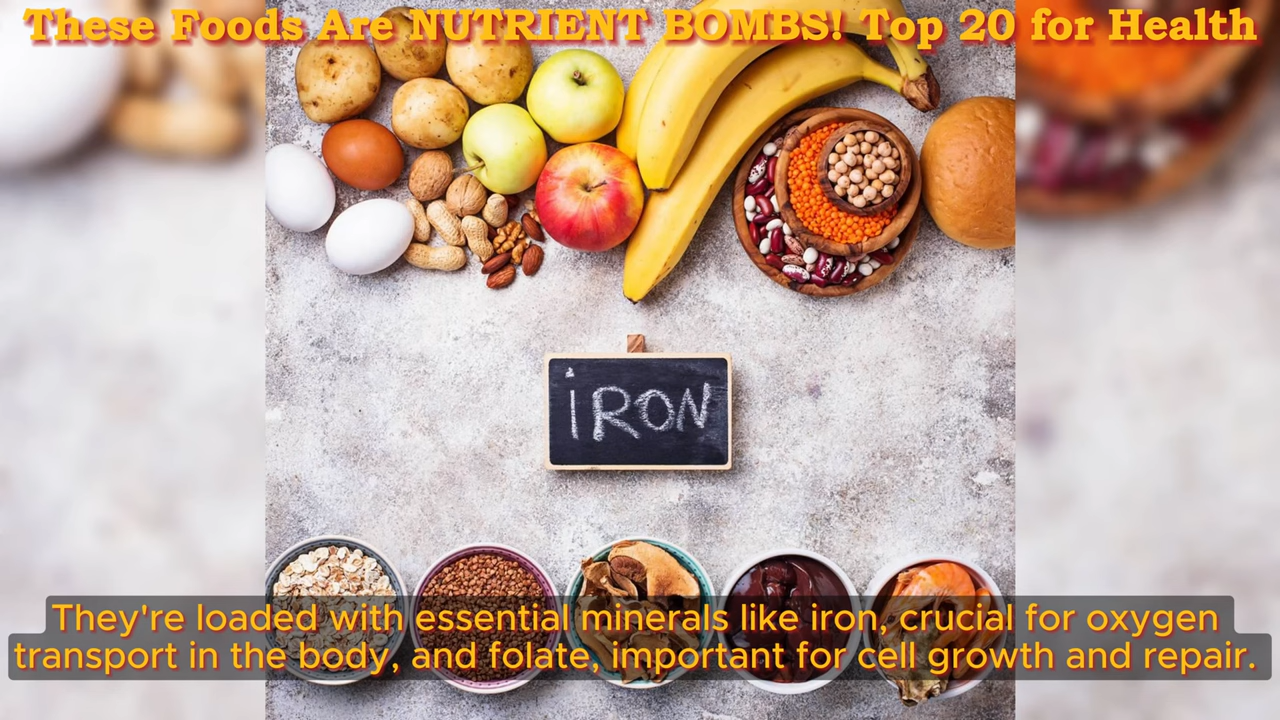 These Foods Are NUTRIENT BOMBS! Top 20 for Health
iRON
They're loaded with essential minerals like iron, crucial for oxygen
transport in the body, and folate, important for cell growth and repair.